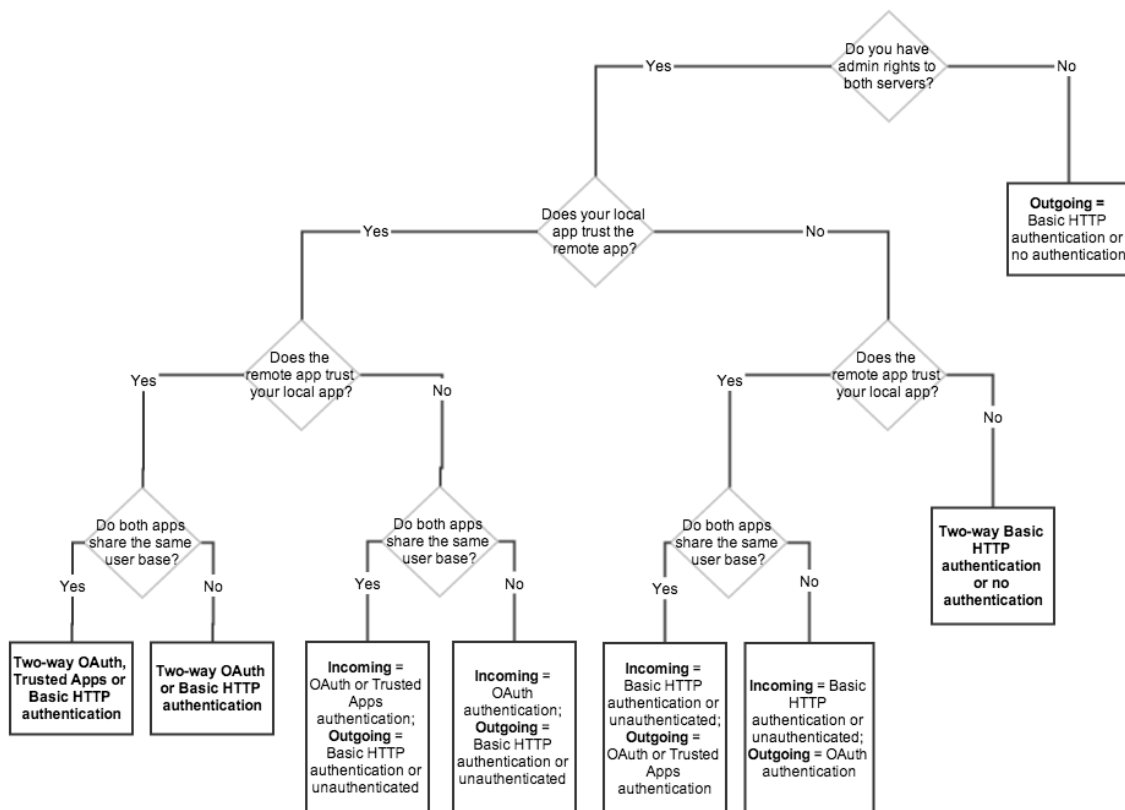 Do you have
admin rights to
both servers?
Yes
No
Outgoing =
Basic HTTP
authentication or
no authentication
Does your local
app trust the
remote app?
Yes
No
Does the
remote app trust
your local app?
Yes
No
Does the
remote app trust
your local app?
Yes
No
Do both apps
share the same
user base?
Yes
No
Do both apps
share the same
user base?
Yes
No
Do both apps
share the same
user base?
Yes
No
Two-way Basic
HTTP
authentication
or no
authentication
Two-way OAuth,
Trusted Apps or
Basic HTTP
authentication
Two-way OAuth
or Basic HTTP
authentication
Incoming =
OAuth or Trusted
Apps
authentication;
Outgoing =
Basic HTTP
authentication or
unauthenticated
Incoming =
OAuth
authentication;
Outgoing =
Basic HTTP
authentication or
unauthenticated
Incoming =
Basic HTTP
authentication or
unauthenticated;
Outgoing =
OAuth or Trusted
Apps
authentication
Incoming = Basic
HTTP
authentication or
unauthenticated;
Outgoing = OAuth
authentication